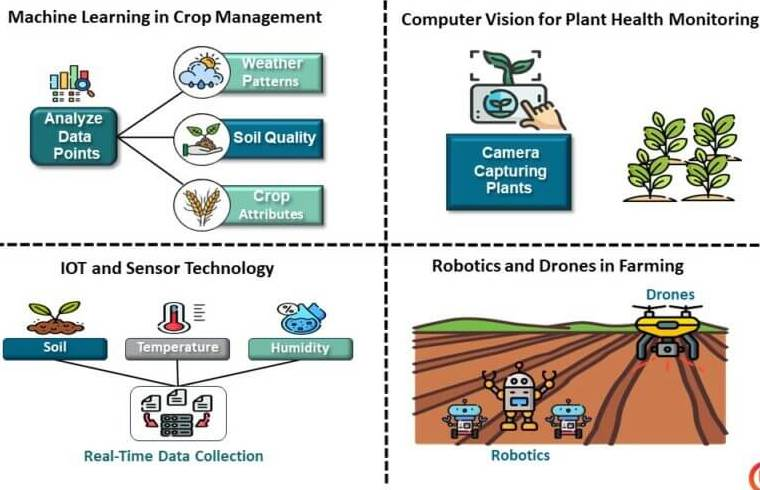 Machine Learning in Crop Management
Analyze
Data
Points
Weather
Patterns
Soil Quality
Crop
Attributes
Computer Vision for Plant Health Monitoring
Camera
Capturing
Plants
IOT and Sensor Technology
Soil
Temperature
Humidity
%
Real-Time Data Collection
Robotics and Drones in Farming
Drones
Robotics